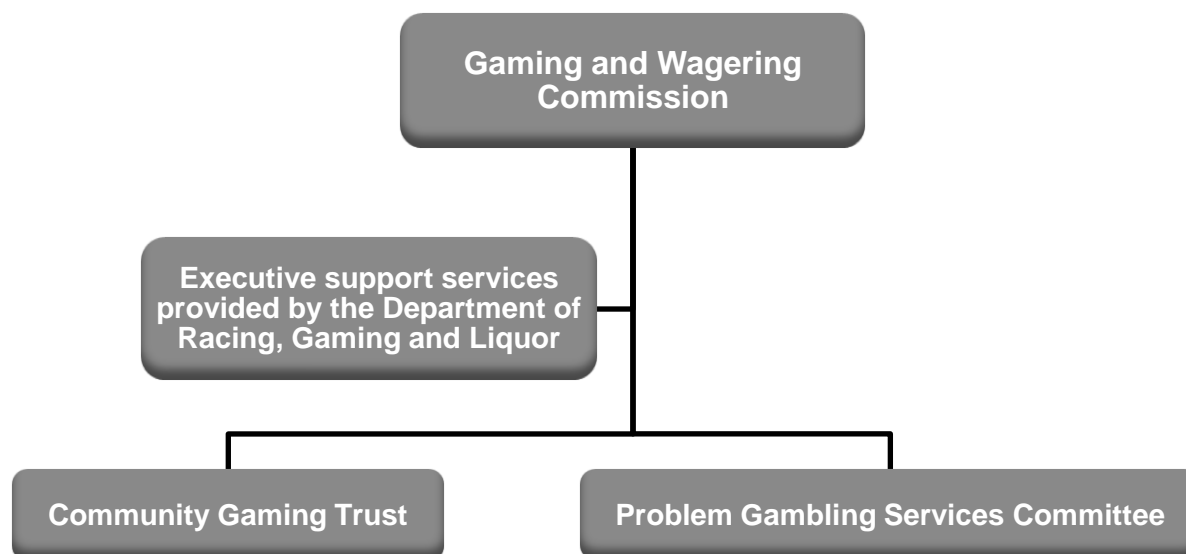 Gaming and Wagering
Commission
Executive support services
provided by the Department of
Racing, Gaming and Liquor
Community Gaming Trust
Problem Gambling Services Committee